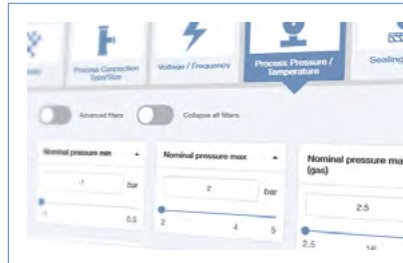 Process Connection
Type/Size
Voltage / Frequency
Process Pressure /
Temperature
Sealing
Advanced filters
Collapse all filters
Nominal pressure min
-1
bar
-1
0.5
Nominal pressure max
2
bar
2
4
5
Nominal pressure ma
(gas)
2.5
2.5
16